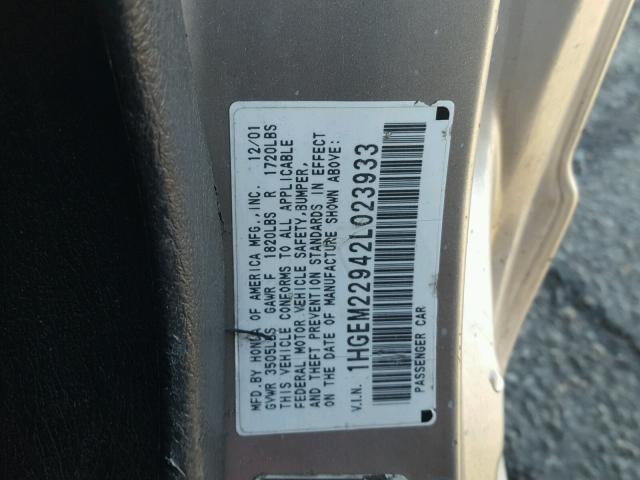 MFD.BY HONDA OF AMERICA MFG.,INC. 12/01
GVWR 3505LBS GAWR F 1820LBS R 1720LBS
THIS VEHICLE CONFORMS TO ALL APPLICABLE
FEDERAL MOTOR VEHICLE SAFETY,BUMPER,
AND THEFT PREVENTION STANDARDS IN EFFECT
ON THE DATE OF MANUFACTURE SHOWN ABOVE:
V.I.N. 1HGEM22942L023933
PASSENGER CAR